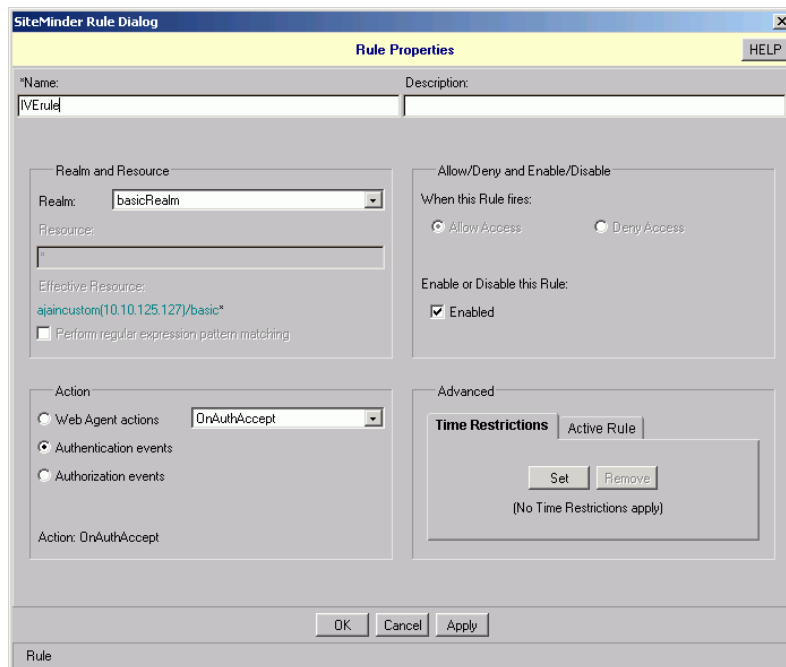 SiteMinder Rule Dialog
Rule Properties
HELP
*Name:
Description:
IVErule
Realm and Resource
Realm:
basicRealm
Resource:
*
Effective Resource:
ajaincustom(10.10.125.127)/basic*
Perform regular expression pattern matching
Allow/Deny and Enable/Disable
When this Rule fires:
Allow Access
Deny Access
Enable or Disable this Rule:
Enabled
Action
Web Agent actions
OnAuthAccept
Authentication events
Authorization events
Action: OnAuthAccept
Advanced
Time Restrictions
Active Rule
Set
Remove
(No Time Restrictions apply)
OK
Cancel
Apply
Rule